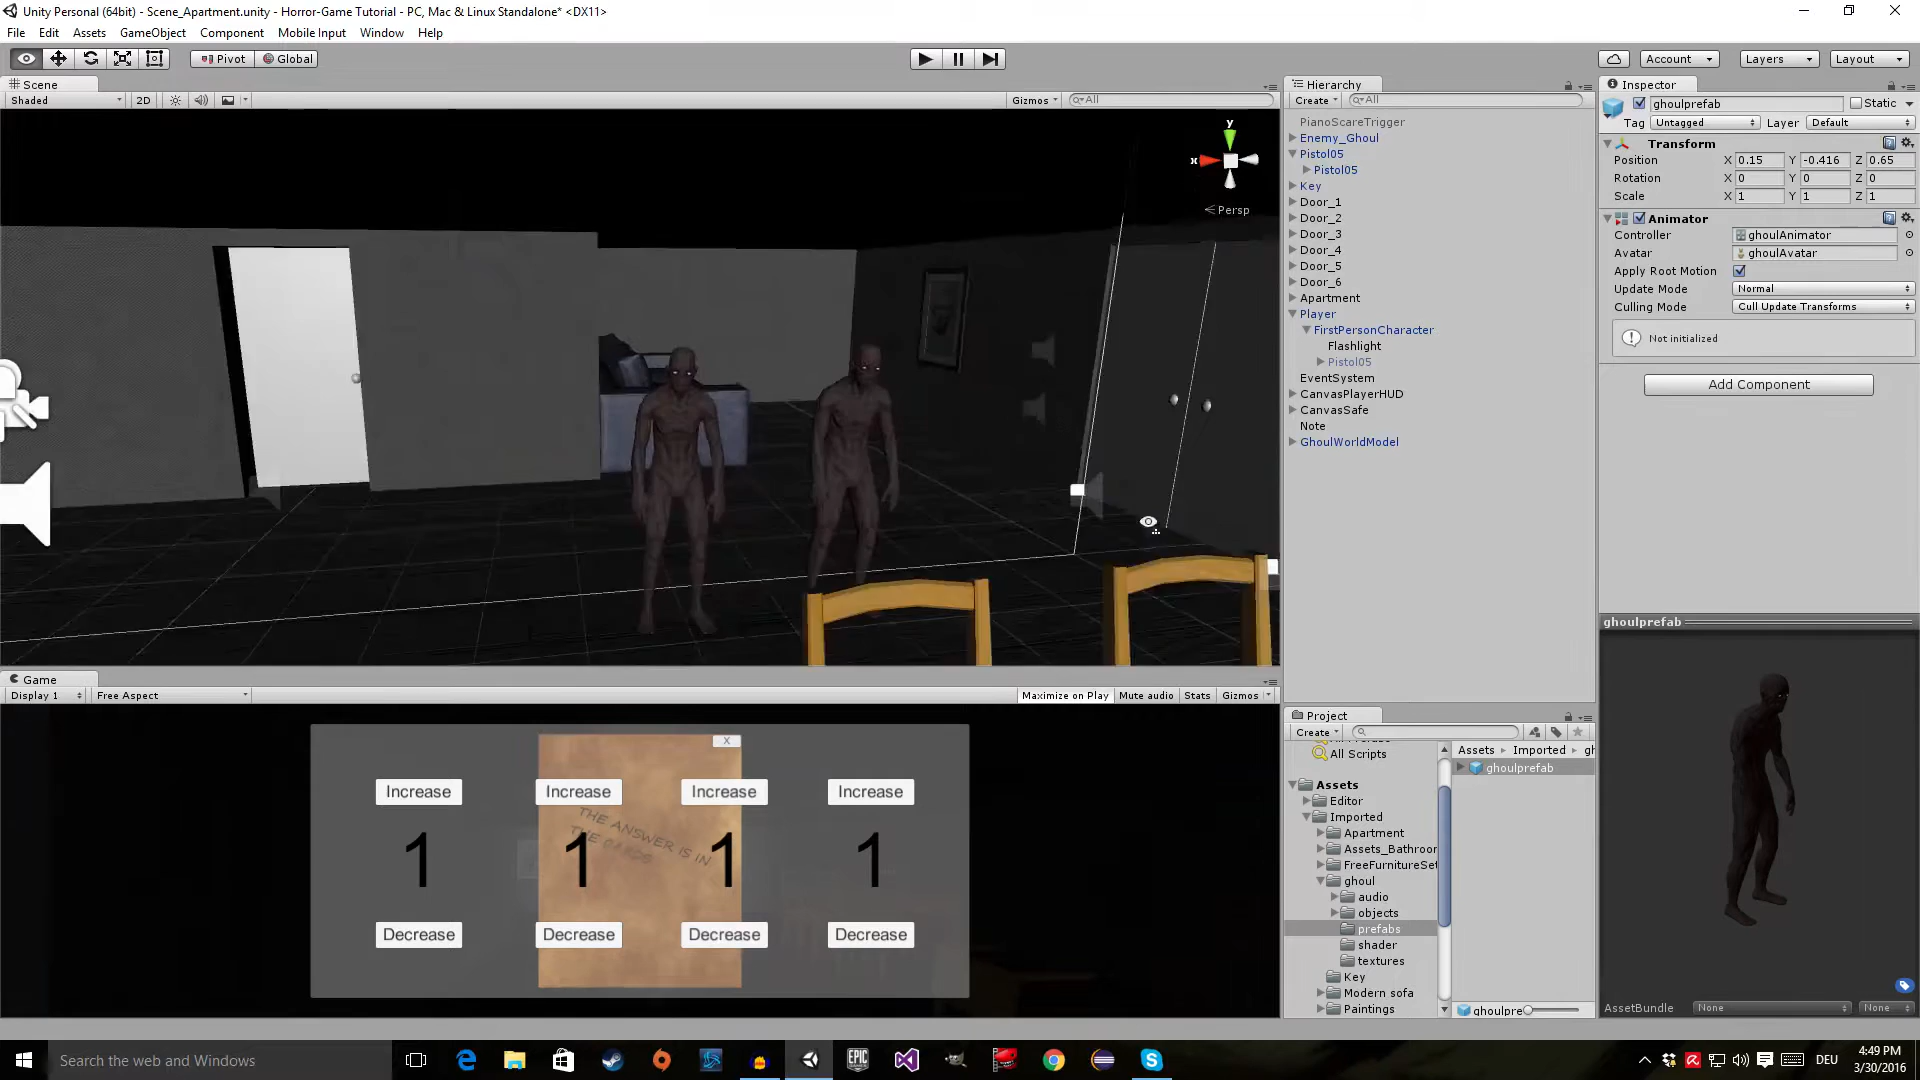 Unity Personal (64bit) - Scene_Apartment.unity - Horror-Game Tutorial - PC, Mac & Linux Standalone* <DX11>
File Edit Assets GameObject Component Mobile Input Window Help
Pivot Global Account Layers Layout
Scene
Shaded 2D Gizmos All
y
x
Persp
Game
Display 1 Free Aspect Maximize on Play Mute audio Stats Gizmos
X
Increase Increase Increase Increase
THE ANSWER IS IN
THE
1 1 1 1
Decrease Decrease Decrease Decrease
Hierarchy
Create All
PianoScareTrigger
Enemy_Ghoul
Pistol05
Pistol05
Key
Door_1
Door_2
Door_3
Door_4
Door_5
Door_6
Apartment
Player
FirstPersonCharacter
Flashlight
Pistol05
EventSystem
CanvasPlayerHUD
CanvasSafe
Note
GhoulWorldModel
Project
Create
All Scripts
Assets
Editor
Imported
Apartment
Assets_Bathroor
FreeFurnitureSet
ghoul
audio
objects
prefabs
shader
textures
Key
Modern sofa
Paintings
Assets Imported gh
ghoulprefab
ghoulpre
Inspector
ghoulprefab Static
Tag Untagged Layer Default
Transform
Position X 0.15 Y -0.416 Z 0.65
Rotation X 0 Y 0 Z 0
Scale X 1 Y 1 Z 1
Animator
Controller ghoulAnimator
Avatar ghoulAvatar
Apply Root Motion
Update Mode Normal
Culling Mode Cull Update Transforms
Not initialized
Add Component
ghoulprefab
AssetBundle None None
Search the web and Windows
EPIC
DEU
4:49 PM
3/30/2016